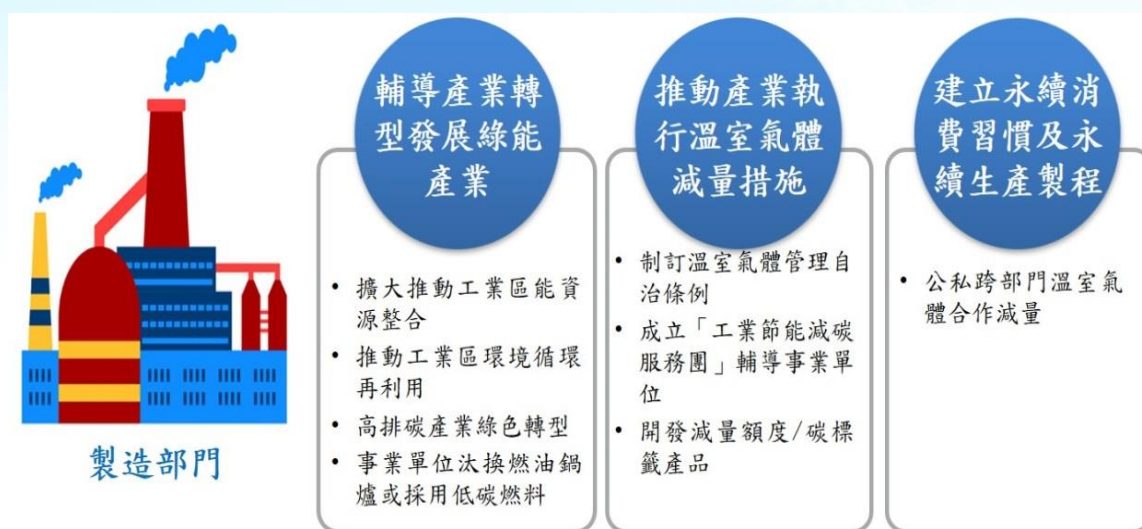 製造部門
輔導產業轉
型發展綠能
產業
• 擴大推動工業區能資
源整合
• 推動工業區環境循環
再利用
• 高排碳產業綠色轉型
• 事業單位汰換燃油鍋
爐或採用低碳燃料
推動產業執
行溫室氣體
減量措施
• 制訂溫室氣體管理自
治條例
• 成立「工業節能減碳
服務團」輔導事業單
位
• 開發減量額度/碳標
籤產品
建立永續消
費習慣及永
續生產製程
• 公私跨部門溫室氣
體合作減量